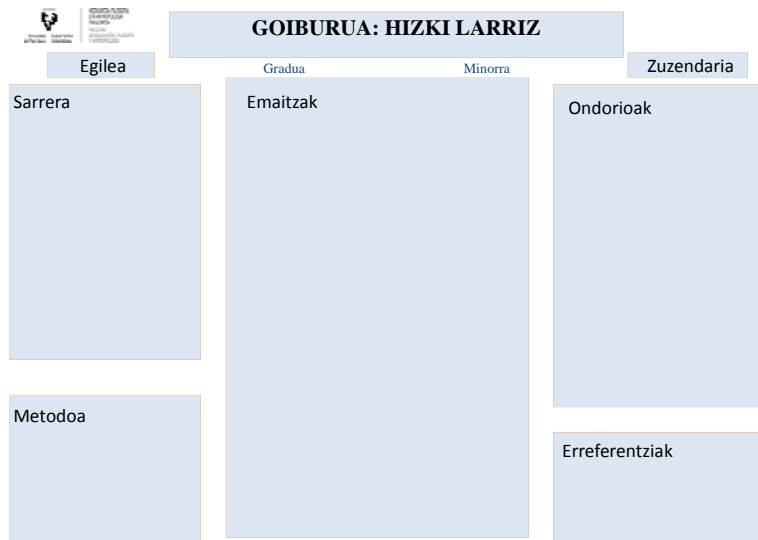 GOIBURUA: HIZKI LARRIZ
Egilea
Gradua
Minorra
Zuzendaria
Sarrera
Emaitzak
Ondorioak
Metodoa
Erreferentziak